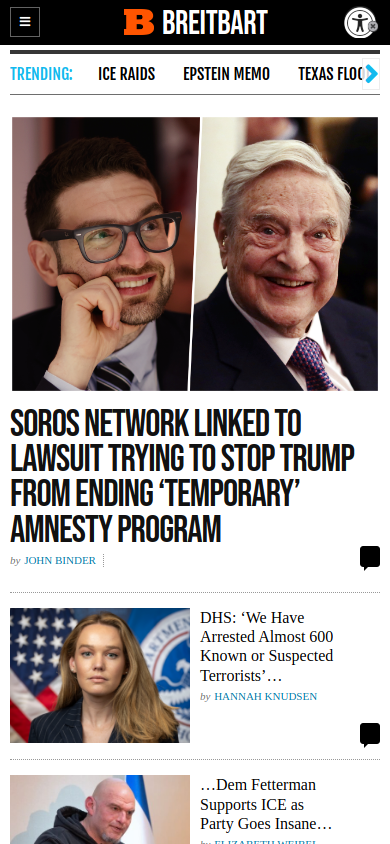 BREITBART
TRENDING:
ICE RAIDS
EPSTEIN MEMO
TEXAS FLOO
SOROS NETWORK LINKED TO
LAWSUIT TRYING TO STOP TRUMP
FROM ENDING ‘TEMPORARY’
AMNESTY PROGRAM
by JOHN BINDER
DHS: ‘We Have
Arrested Almost 600
Known or Suspected
Terrorists’…
by HANNAH KNUDSEN
…Dem Fetterman
Supports ICE as
Party Goes Insane…